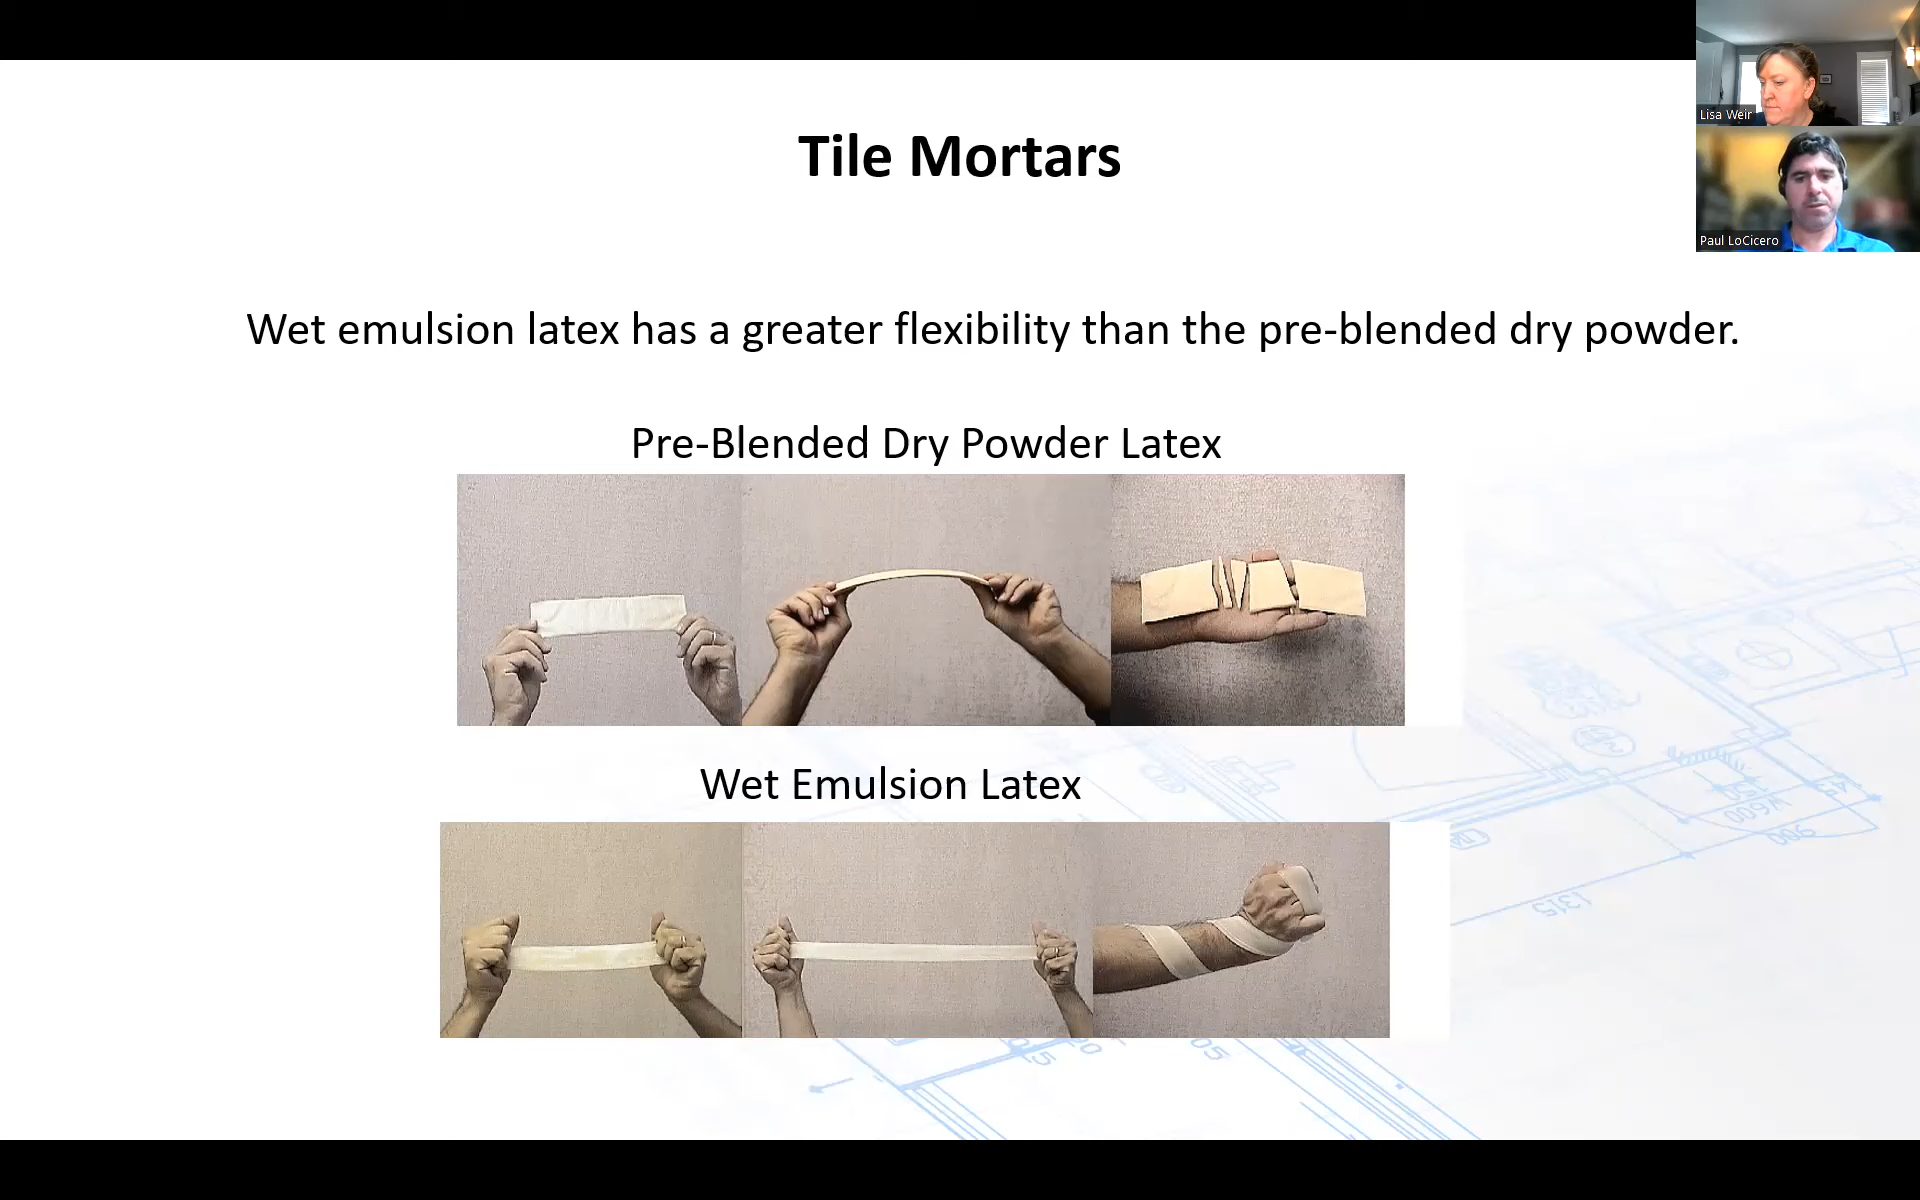 Tile Mortars
Lisa Weir
Paul LoCicero
Wet emulsion latex has a greater flexibility than the pre-blended dry powder.
Pre-Blended Dry Powder Latex
Wet Emulsion Latex
1315